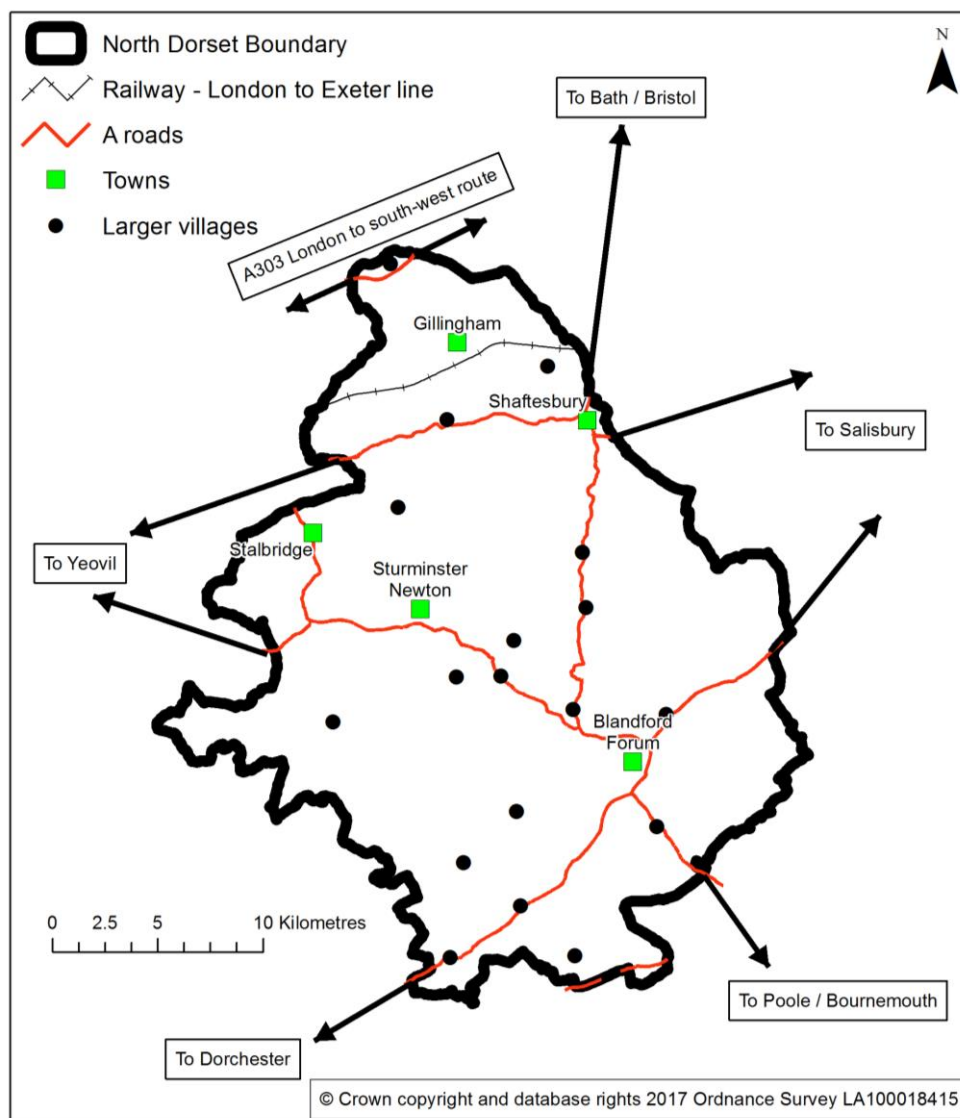 North Dorset Boundary
Railway - London to Exeter line
A roads
Towns
Larger villages
N
To Bath / Bristol
A303 London to south-west route
Gillingham
Shaftesbury
To Salisbury
Stalbridge
To Yeovil
Sturminster
Newton
Blandford
Forum
0 2.5 5 10 Kilometres
To Poole / Bournemouth
To Dorchester
© Crown copyright and database rights 2017 Ordnance Survey LA100018415